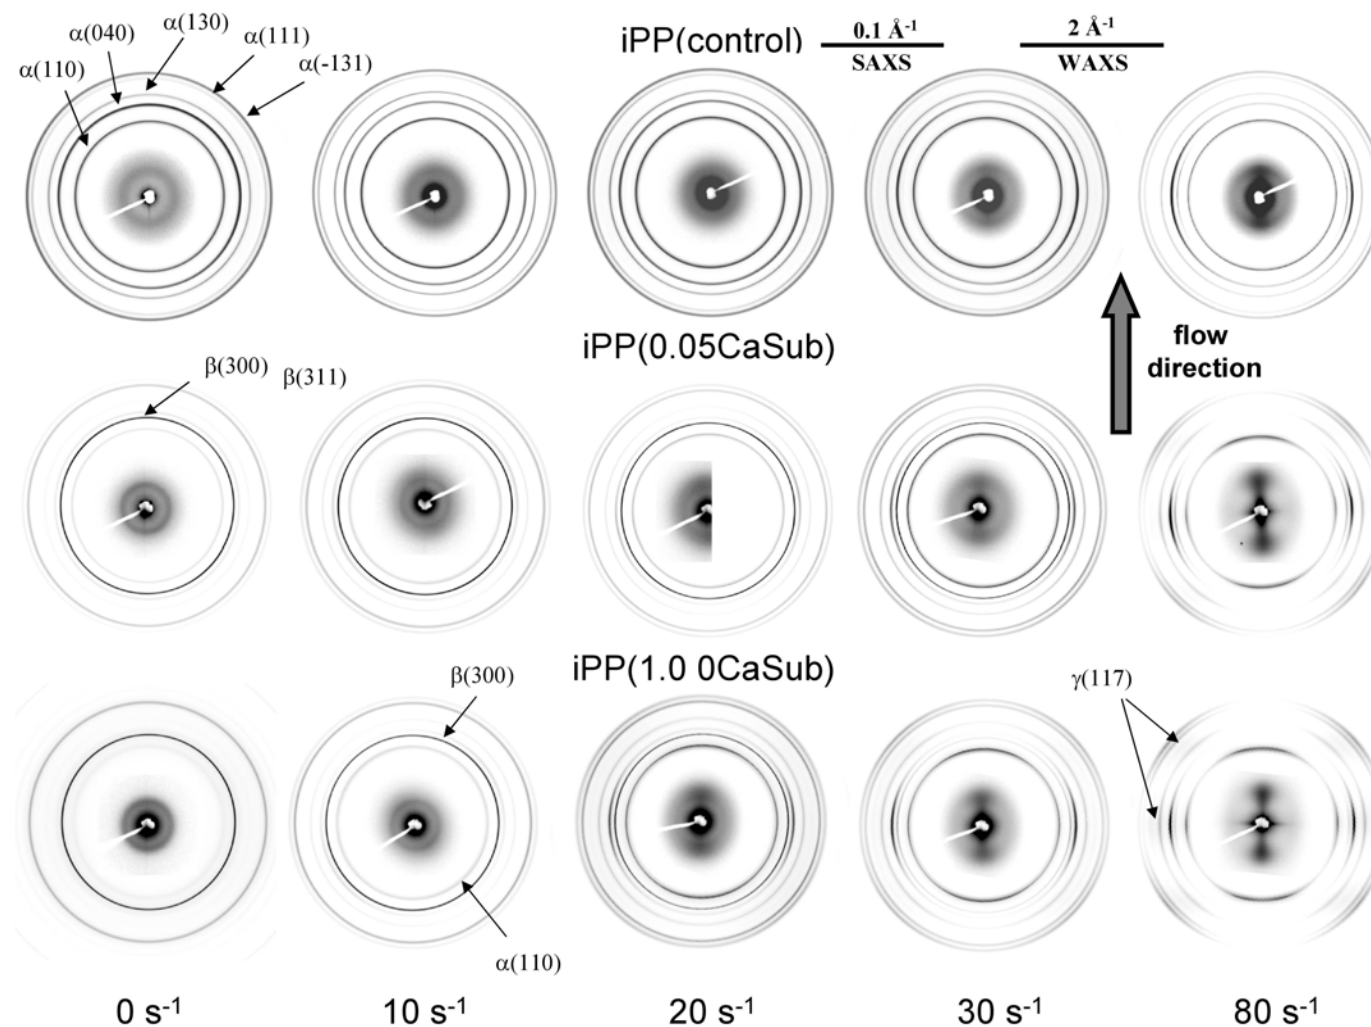 α(130)
α(040)
α(111)
α(110)
α(-131)
iPP(control)
0.1 Å⁻¹
SAXS
2 Å⁻¹
WAXS
iPP(0.05CaSub)
flow
direction
β(300)
β(311)
iPP(1.0 0CaSub)
β(300)
γ(117)
α(110)
0 s⁻¹
10 s⁻¹
20 s⁻¹
30 s⁻¹
80 s⁻¹